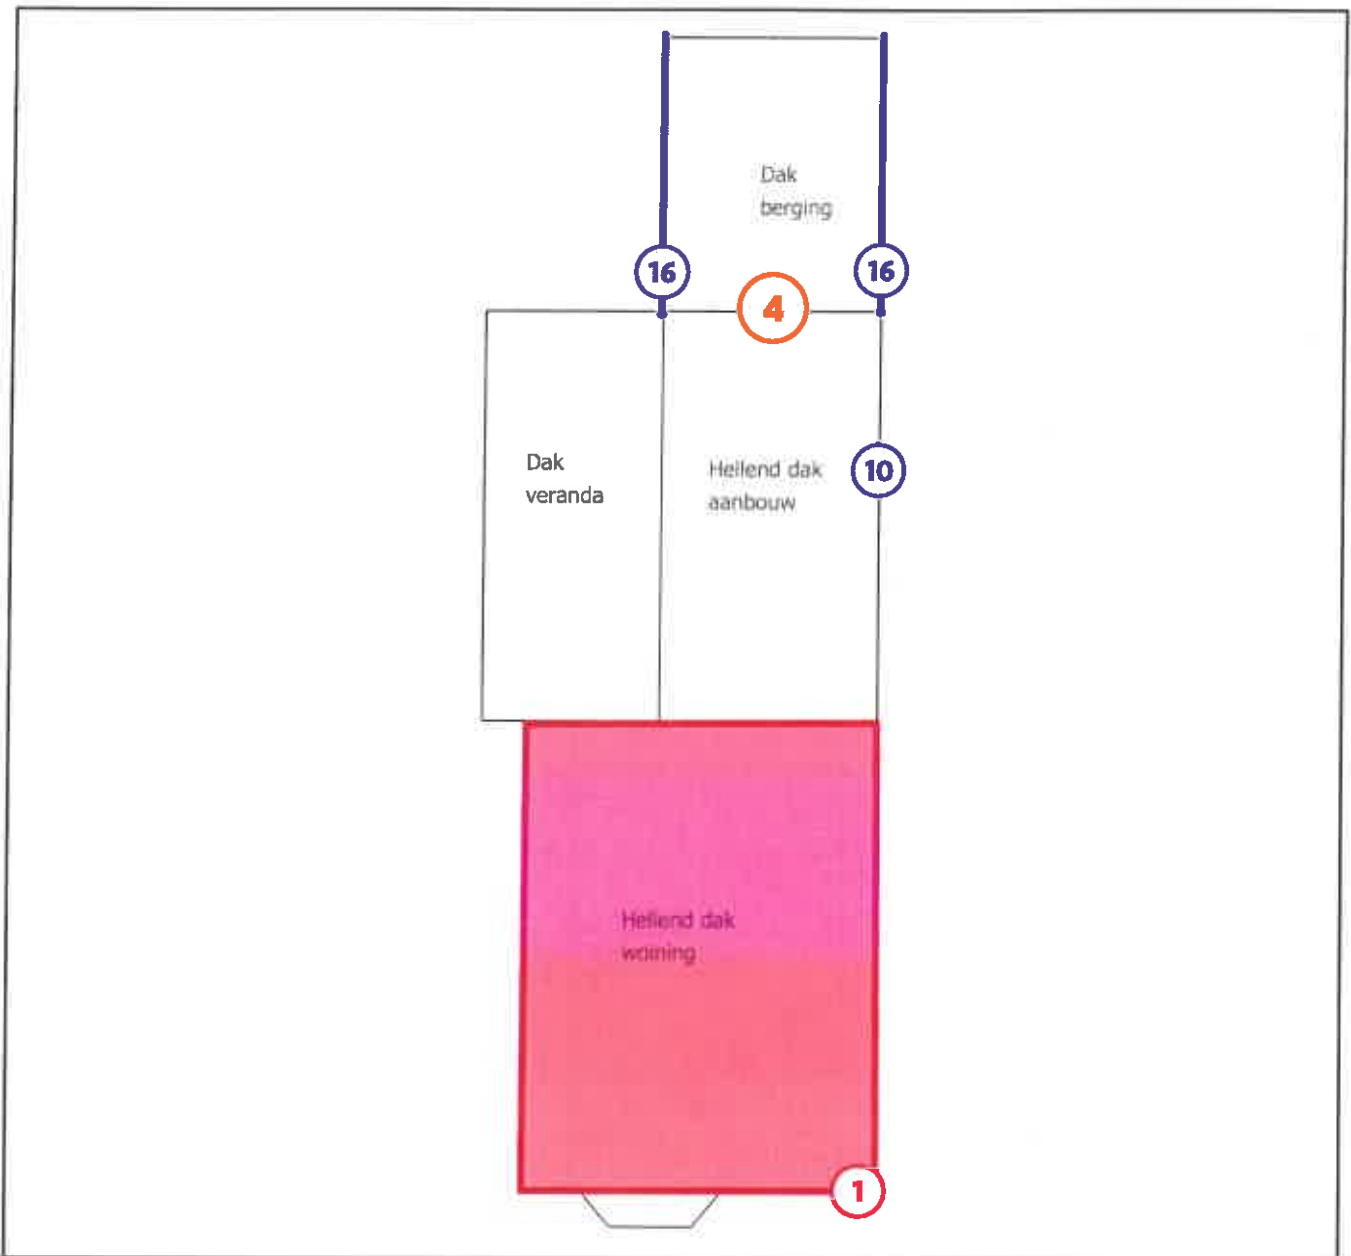 Dak
berging
16
16
4
Dak
veranda
Hellend dak
aanbouw
10
Hellend dak
woning
1